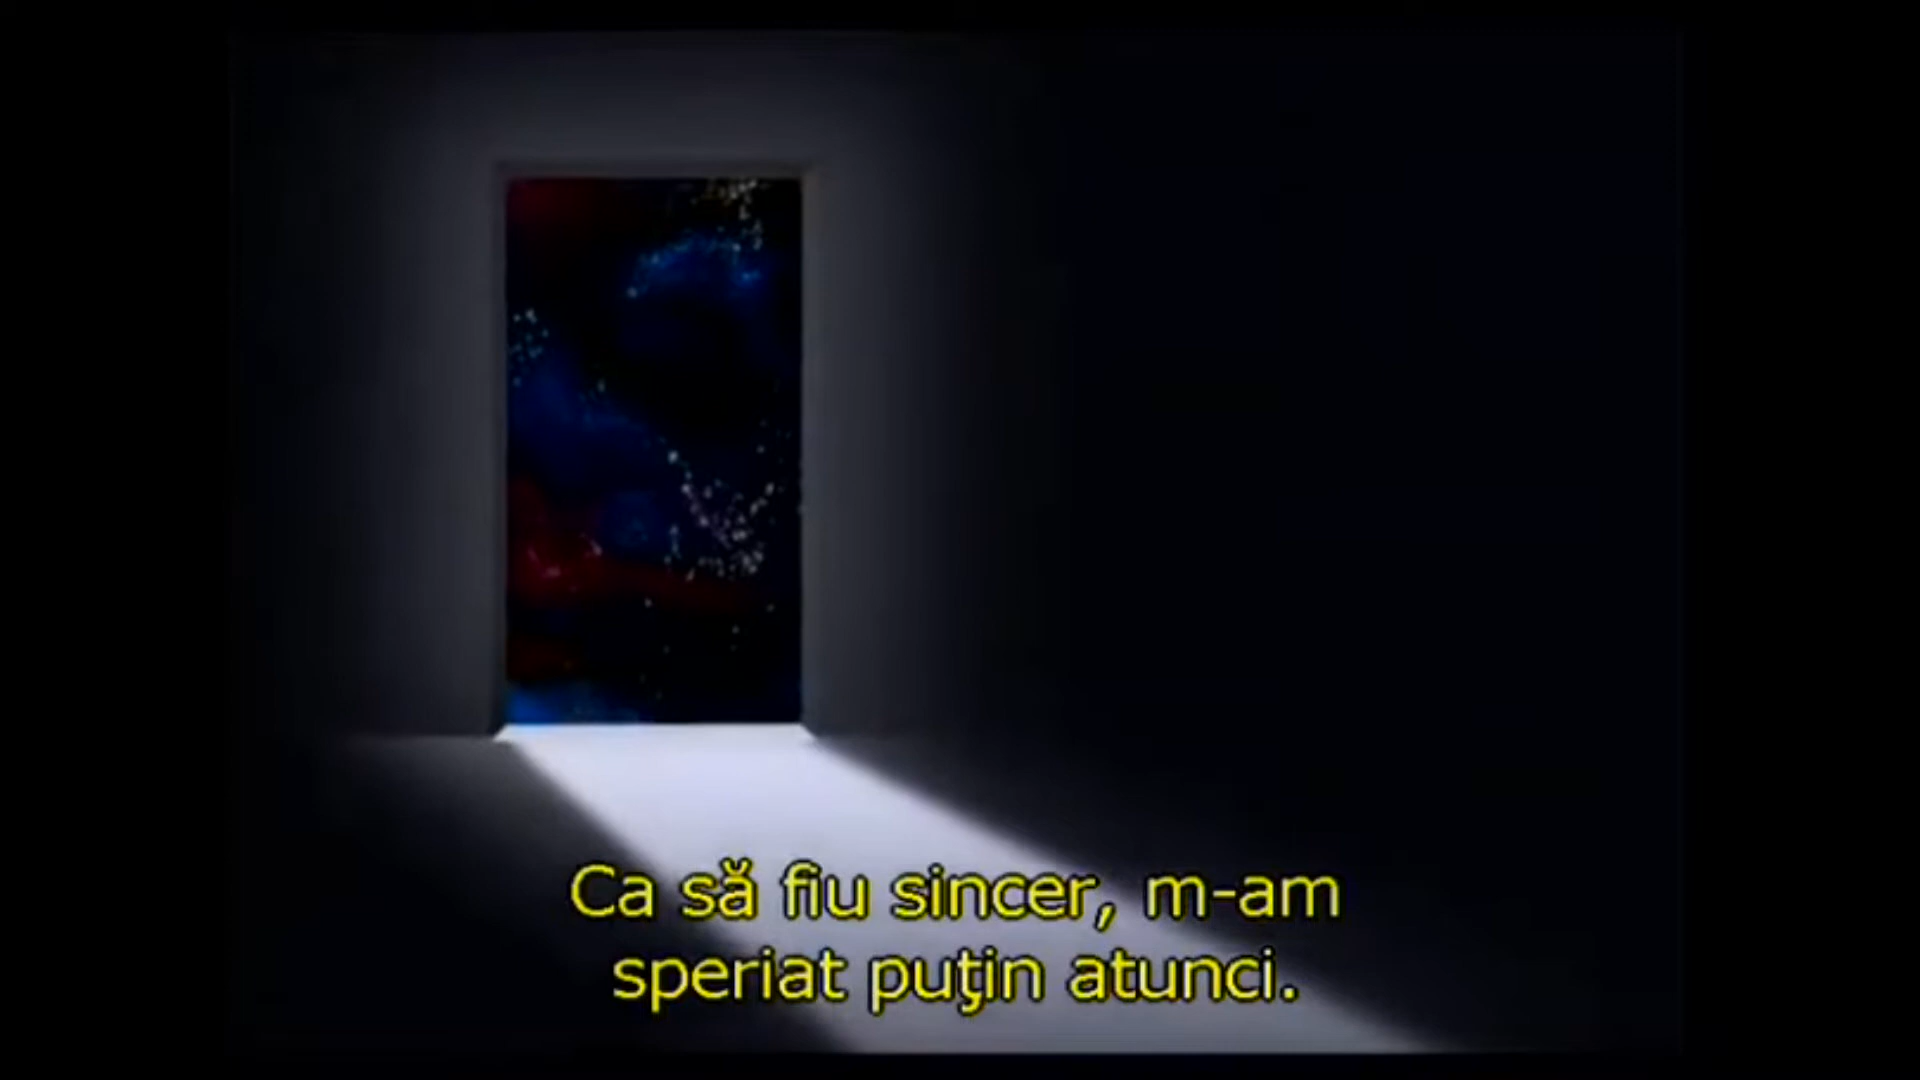 Ca să fiu sincer, m-am
speriat puţin atunci.